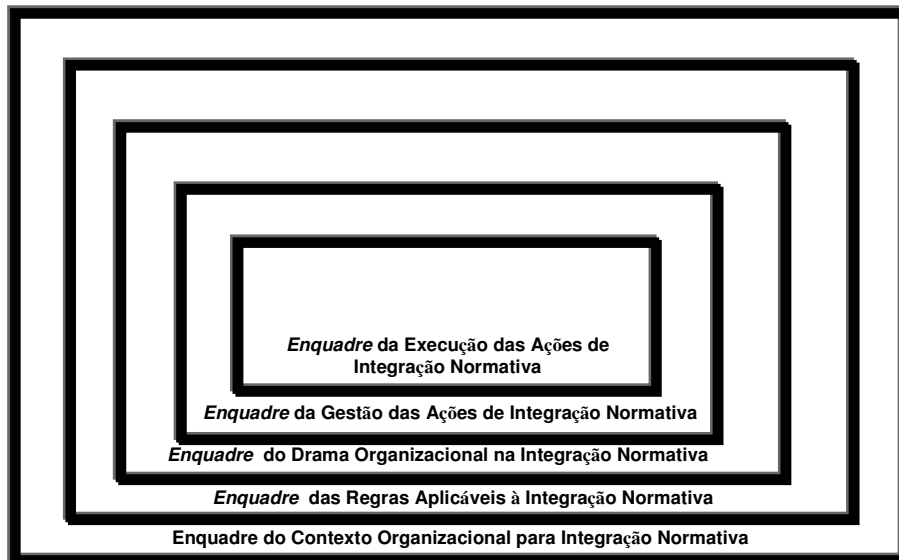 Enquadre da Execução das Ações de
Integração Normativa
Enquadre da Gestão das Ações de Integração Normativa
Enquadre do Drama Organizacional na Integração Normativa
Enquadre das Regras Aplicáveis à Integração Normativa
Enquadre do Contexto Organizacional para Integração Normativa